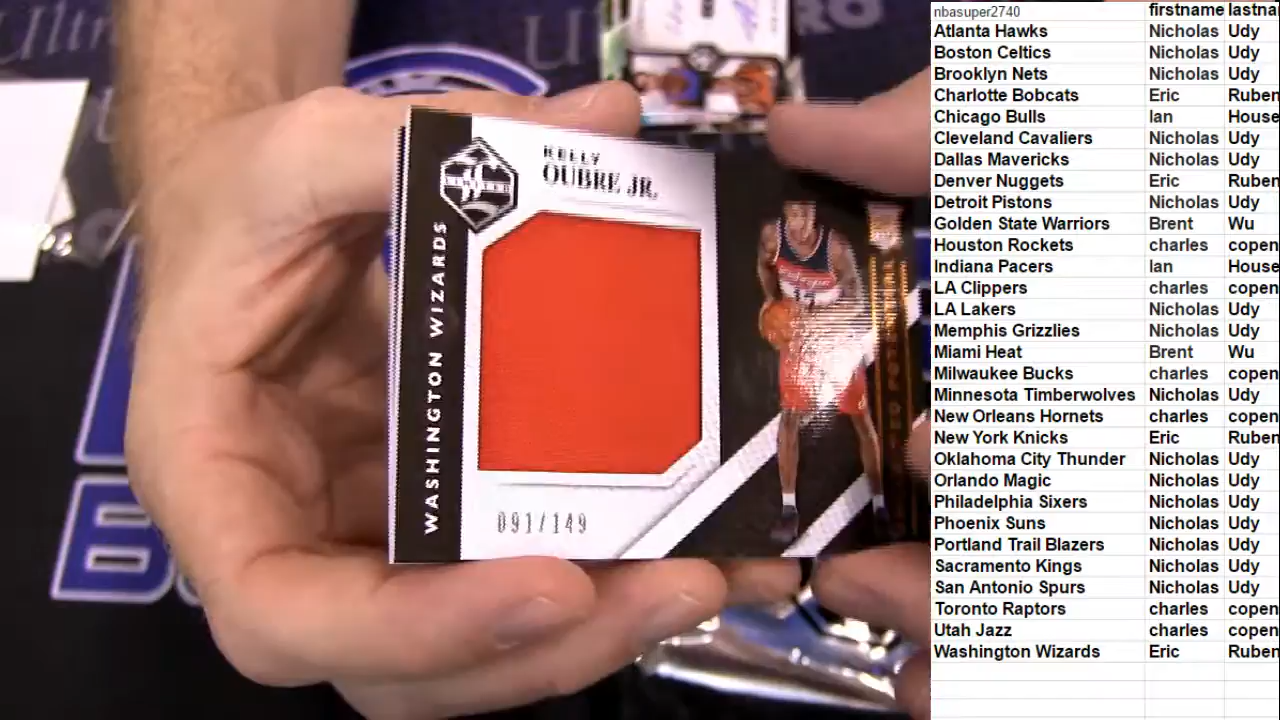 KELLY
OUBRE JR.
LIMITED
WASHINGTON WIZARDS
091/149
nbasuper2740 firstname lastna
Atlanta Hawks Nicholas Udy
Boston Celtics Nicholas Udy
Brooklyn Nets Nicholas Udy
Charlotte Bobcats Eric Ruben
Chicago Bulls Ian House
Cleveland Cavaliers Nicholas Udy
Dallas Mavericks Nicholas Udy
Denver Nuggets Eric Ruben
Detroit Pistons Nicholas Udy
Golden State Warriors Brent Wu
Houston Rockets charles copen
Indiana Pacers Ian House
LA Clippers charles copen
LA Lakers Nicholas Udy
Memphis Grizzlies Nicholas Udy
Miami Heat Brent Wu
Milwaukee Bucks charles copen
Minnesota Timberwolves Nicholas Udy
New Orleans Hornets charles copen
New York Knicks Eric Ruben
Oklahoma City Thunder Nicholas Udy
Orlando Magic Nicholas Udy
Philadelphia Sixers Nicholas Udy
Phoenix Suns Nicholas Udy
Portland Trail Blazers Nicholas Udy
Sacramento Kings Nicholas Udy
San Antonio Spurs Nicholas Udy
Toronto Raptors charles copen
Utah Jazz charles copen
Washington Wizards Eric Ruben